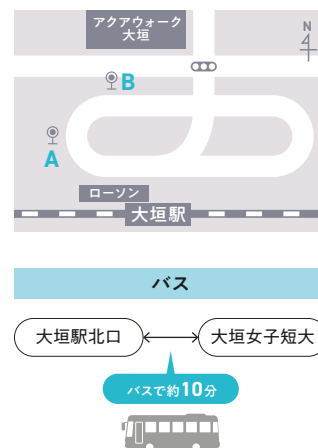 アクアウォーク
大垣
N
B
A
ローソン
大垣駅
バス
大垣駅北口
大垣女子短大
バスで約10分